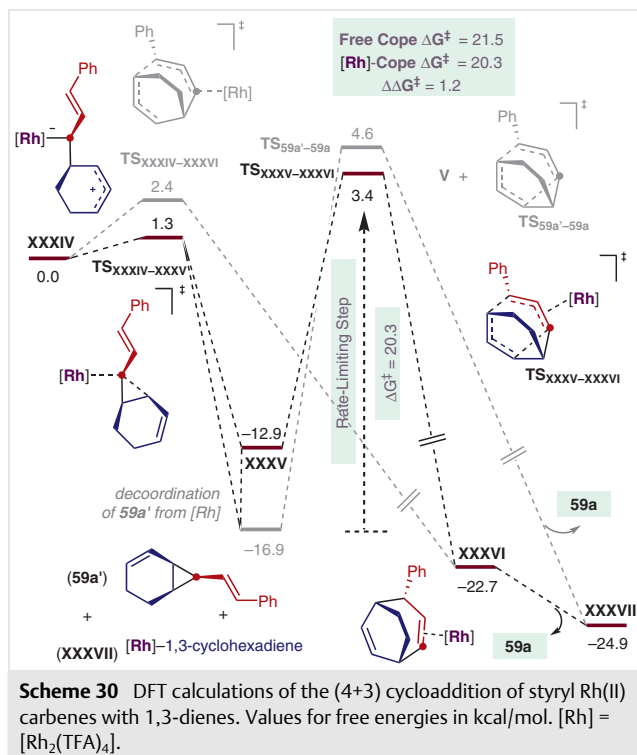 Free Cope ΔG‡ = 21.5
[Rh]-Cope ΔG‡ = 20.3
ΔΔG‡ = 1.2
Ph
‡
[Rh]
Ph
‡
[Rh]
–
+
TS59a'–59a
4.6
Ph
‡
TSXXXIV–XXXVI
TSXXXV–XXXVI
V +
2.4
3.4
TS59a'–59a
XXXIV
1.3
0.0
TSXXXIV–XXXV
‡
Ph
Ph
‡
[Rh]
[Rh]
TSXXXV–XXXVI
Rate-Limiting Step
ΔG‡ = 20.3
–12.9
XXXV
decoordination
of 59a' from [Rh]
59a
–16.9
XXXVI
(59a')
Ph
Ph
–22.7
XXXVII
+
+
[Rh]
59a
–24.9
(XXXVII) [Rh]–1,3-cyclohexadiene
Scheme 30 DFT calculations of the (4+3) cycloaddition of styryl Rh(II)
carbenes with 1,3-dienes. Values for free energies in kcal/mol. [Rh] =
[Rh2(TFA)4].